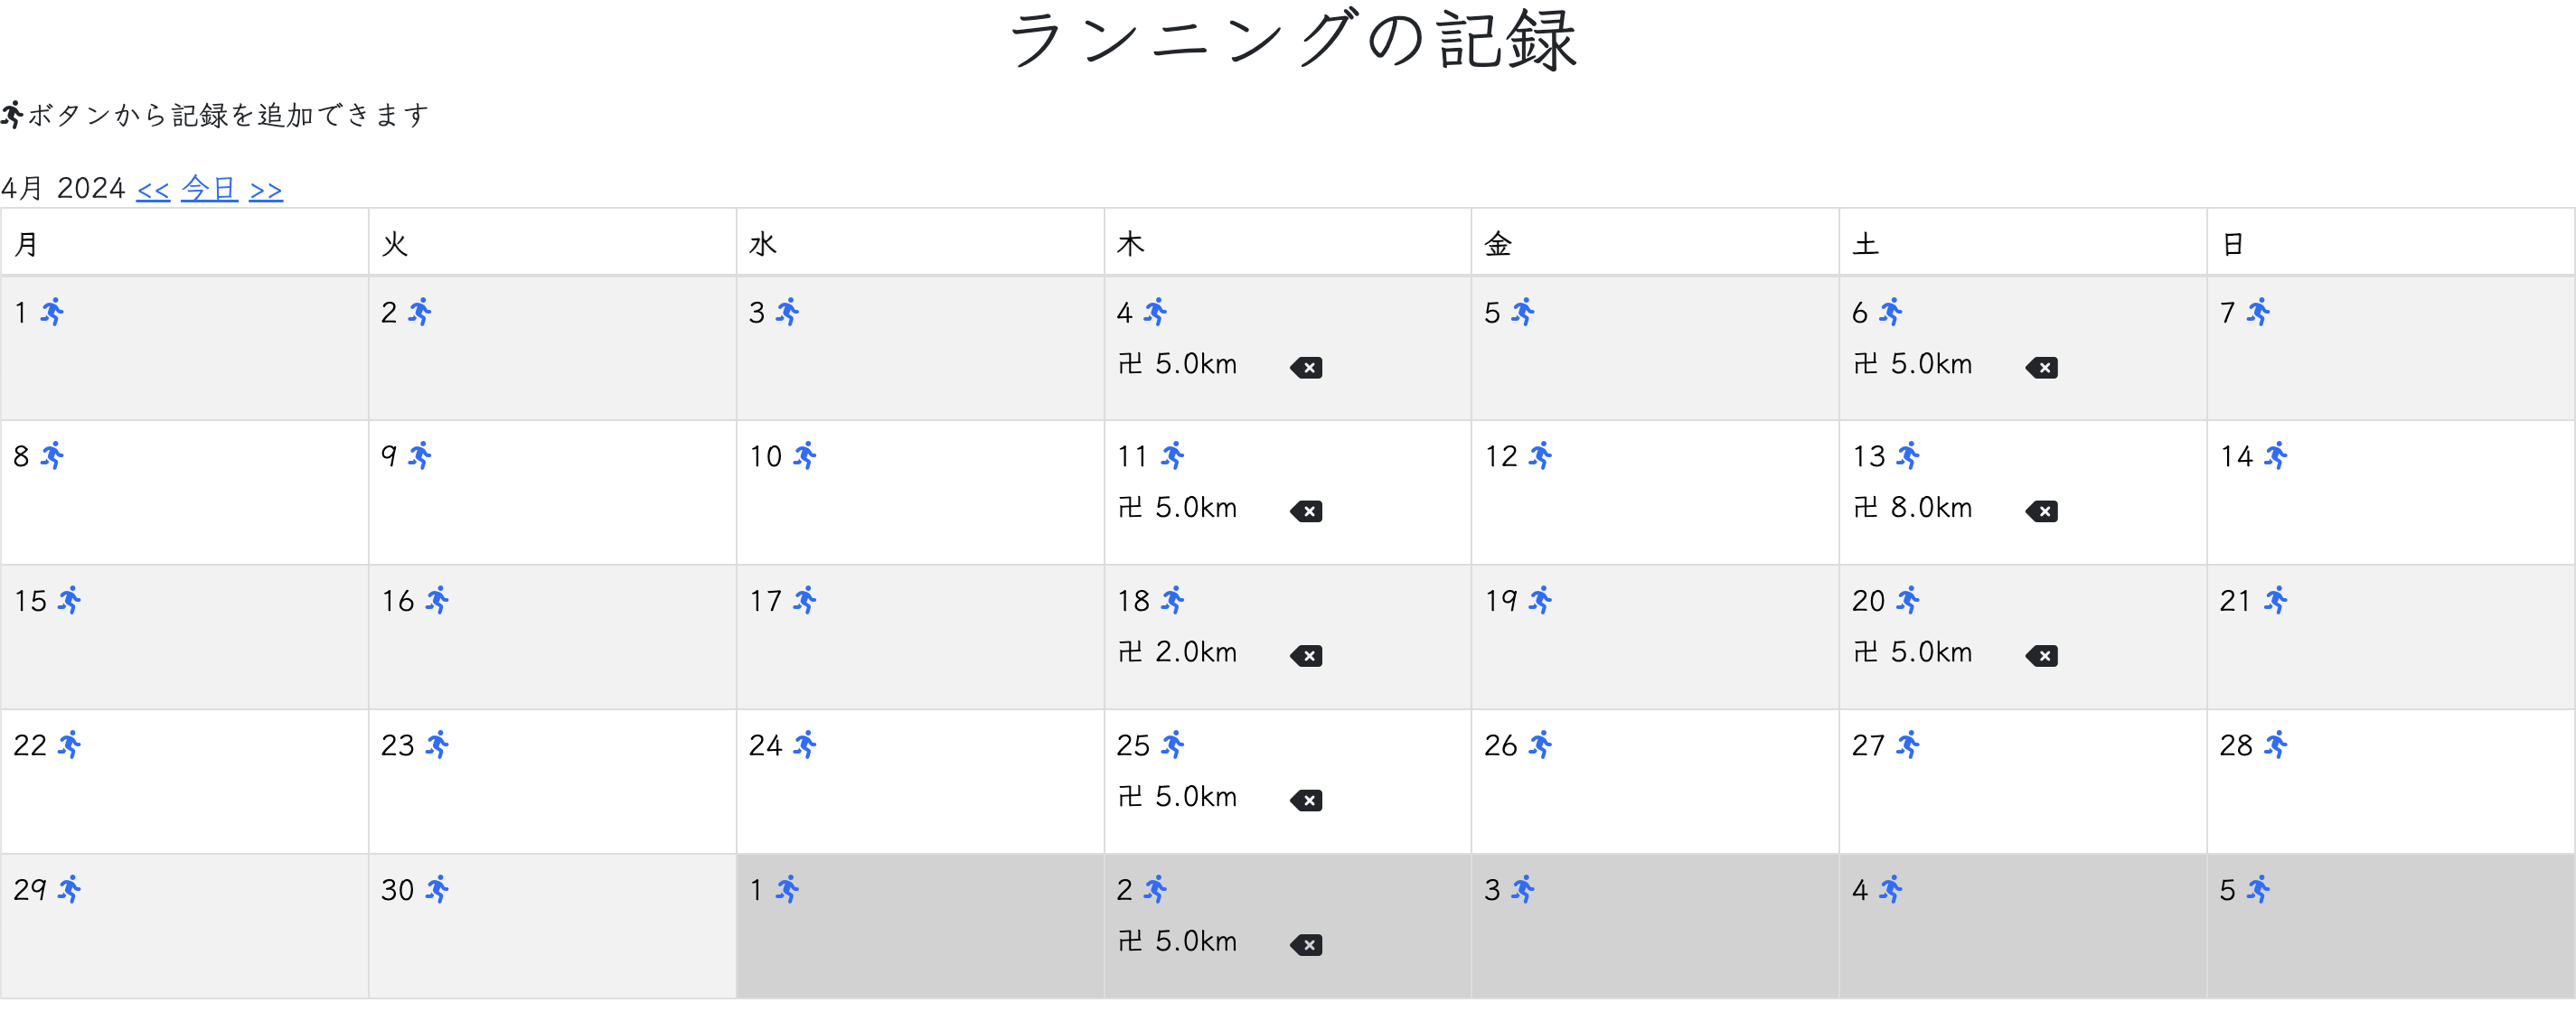 ランニングの記録
ボタンから記録を追加できます
4月 2024 << 今日 >>
月 火 水 木 金 土 日
1 2 3 4 5 6 7
卍 5.0km 卍 5.0km
8 9 10 11 12 13 14
卍 5.0km 卍 8.0km
15 16 17 18 19 20 21
卍 2.0km 卍 5.0km
22 23 24 25 26 27 28
卍 5.0km
29 30 1 2 3 4 5
卍 5.0km